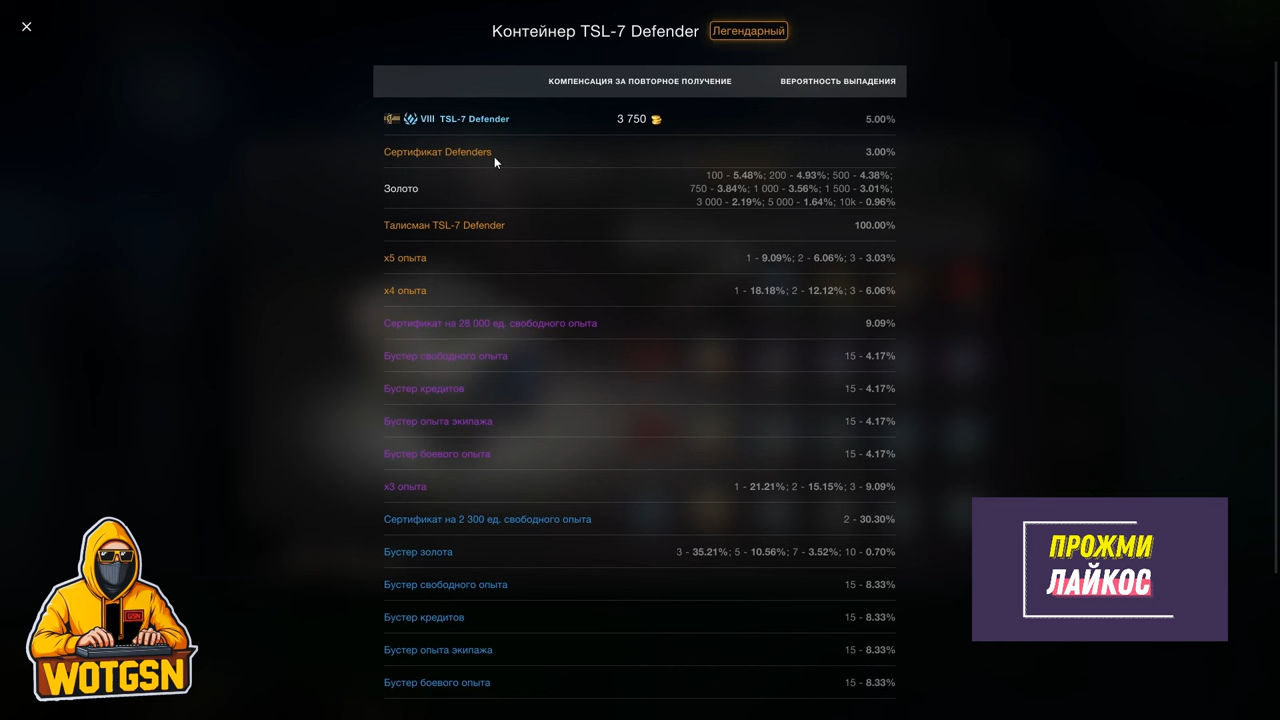 Контейнер TSL-7 Defender Легендарный
КОМПЕНСАЦИЯ ЗА ПОВТОРНОЕ ПОЛУЧЕНИЕ ВЕРОЯТНОСТЬ ВЫПАДЕНИЯ
VIII TSL-7 Defender 3 750 5.00%
Сертификат Defenders 3.00%
100 - 5.48%; 200 - 4.93%; 500 - 4.38%;
Золото 750 - 3.84%; 1 000 - 3.56%; 1 500 - 3.01%;
3 000 - 2.19%; 5 000 - 1.64%; 10k - 0.96%
Талисман TSL-7 Defender 100.00%
x5 опыта 1 - 9.09%; 2 - 6.06%; 3 - 3.03%
x4 опыта 1 - 18.18%; 2 - 12.12%; 3 - 6.06%
Сертификат на 28 000 ед. свободного опыта 9.09%
Бустер свободного опыта 15 - 4.17%
Бустер кредитов 15 - 4.17%
Бустер опыта экипажа 15 - 4.17%
Бустер боевого опыта 15 - 4.17%
x3 опыта 1 - 21.21%; 2 - 15.15%; 3 - 9.09%
Сертификат на 2 300 ед. свободного опыта 2 - 30.30%
Бустер золота 3 - 35.21%; 5 - 10.56%; 7 - 3.52%; 10 - 0.70%
Бустер свободного опыта 15 - 8.33%
Бустер кредитов 15 - 8.33%
Бустер опыта экипажа 15 - 8.33%
Бустер боевого опыта 15 - 8.33%
ПРОЖМИ
ЛАЙКОС
GSN
WOTGSN